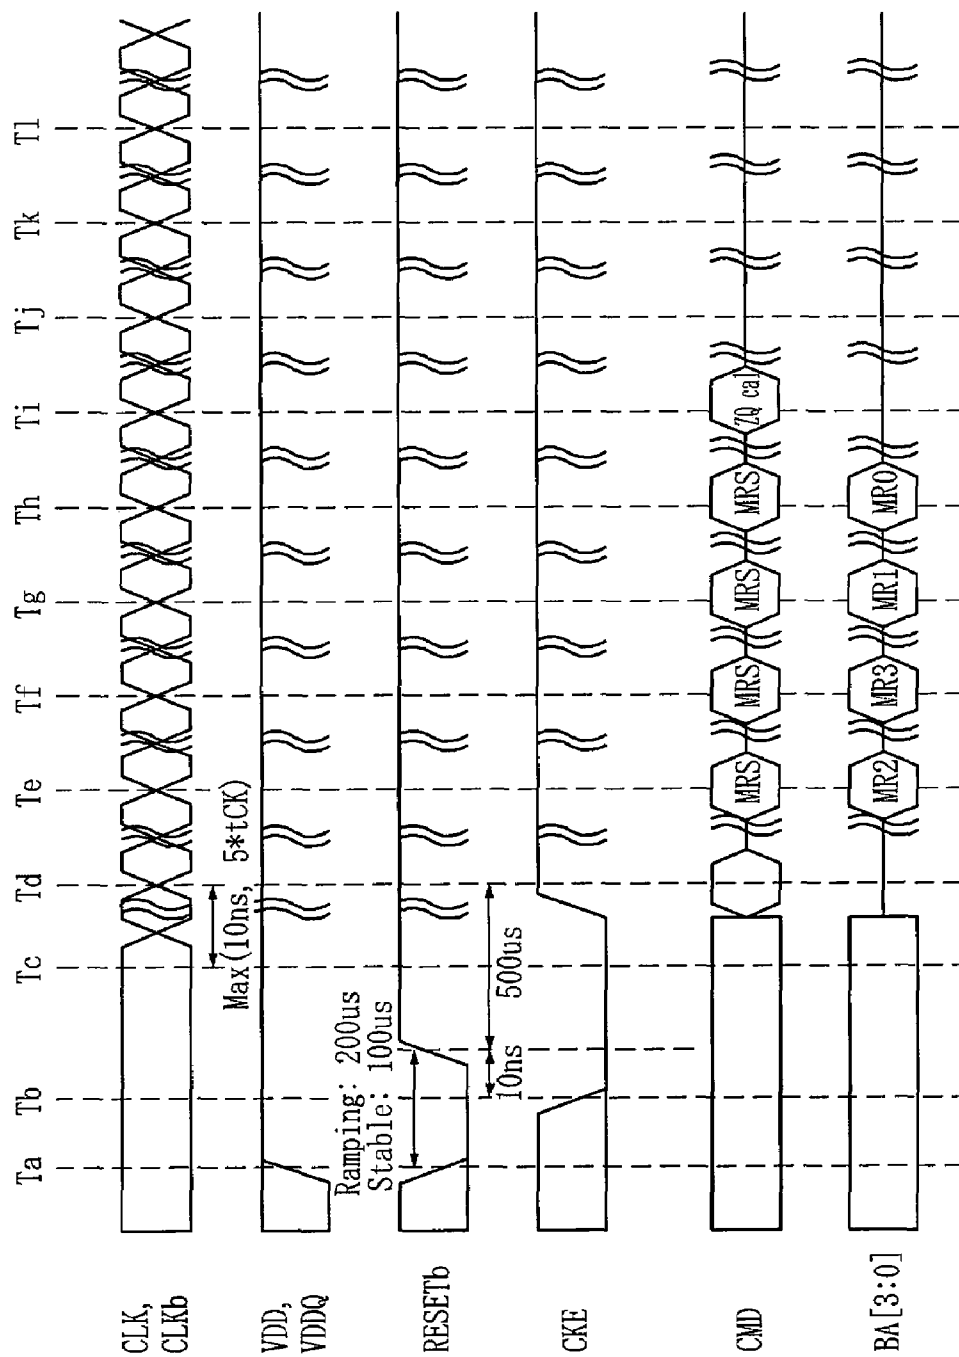 Ta Tb Tc Td Te Tf Tg Th Ti Tj Tk Tl
CLK,
CLKb
Max(10ns, 5*tCK)
VDD,
VDDQ
Ramping: 200us
Stable: 100us
RESETb
10ns 500us
CKE
CMD MRS MRS MRS MRS ZQ cal
BA[3:0] MR2 MR3 MR1 MR0